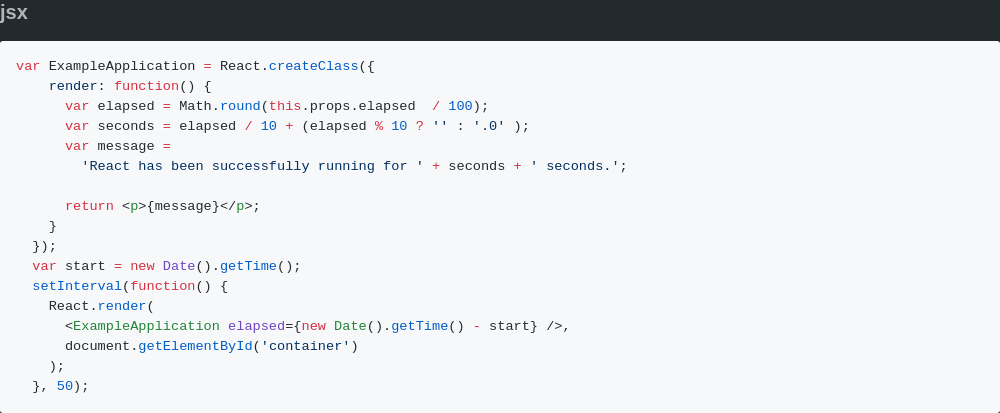 jsx
var ExampleApplication = React.createClass({
    render: function() {
      var elapsed = Math.round(this.props.elapsed  / 100);
      var seconds = elapsed / 10 + (elapsed % 10 ? '' : '.0' );
      var message =
        'React has been successfully running for ' + seconds + ' seconds.';

      return <p>{message}</p>;
    }
  });
  var start = new Date().getTime();
  setInterval(function() {
    React.render(
      <ExampleApplication elapsed={new Date().getTime() - start} />,
      document.getElementById('container')
    );
  }, 50);